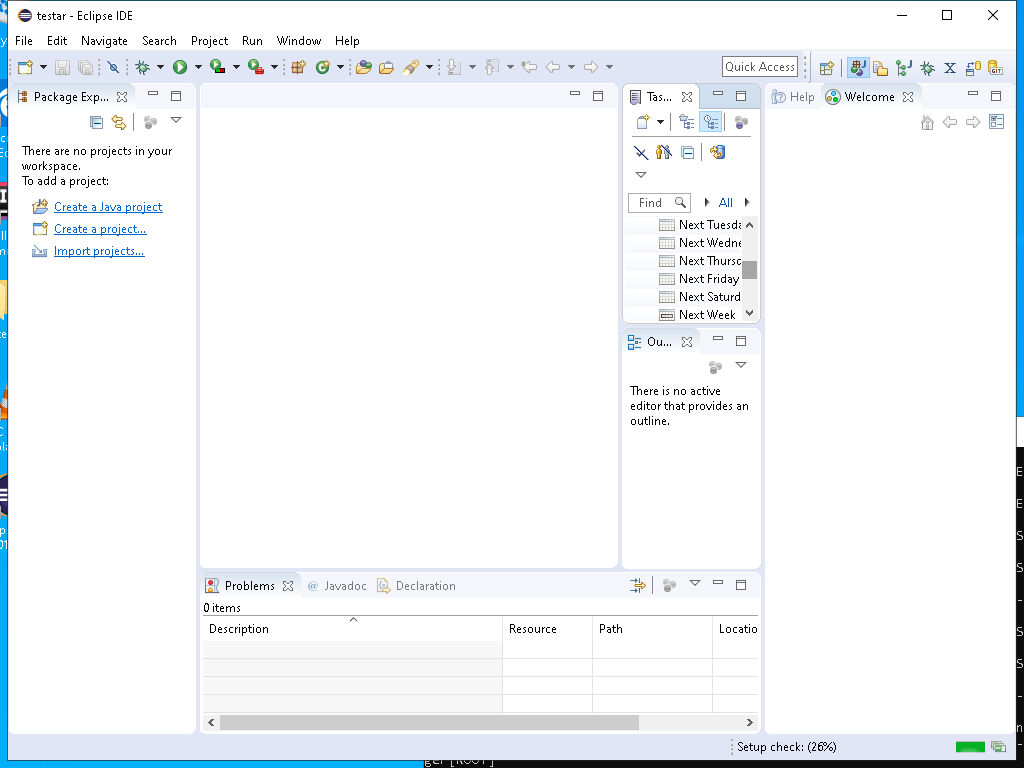 testar - Eclipse IDE
File Edit Navigate Search Project Run Window Help
Quick Access
Package Exp...
There are no projects in your
workspace.
To add a project:
Create a Java project
Create a project...
Import projects...
Tas...
Find
All
Next Tuesda
Next Wedne
Next Thursd
Next Friday
Next Saturd
Next Week
Ou...
There is no active
editor that provides an
outline.
Help
Welcome
Problems
@ Javadoc
Declaration
0 items
Description Resource Path Locatio
Setup check: (26%)